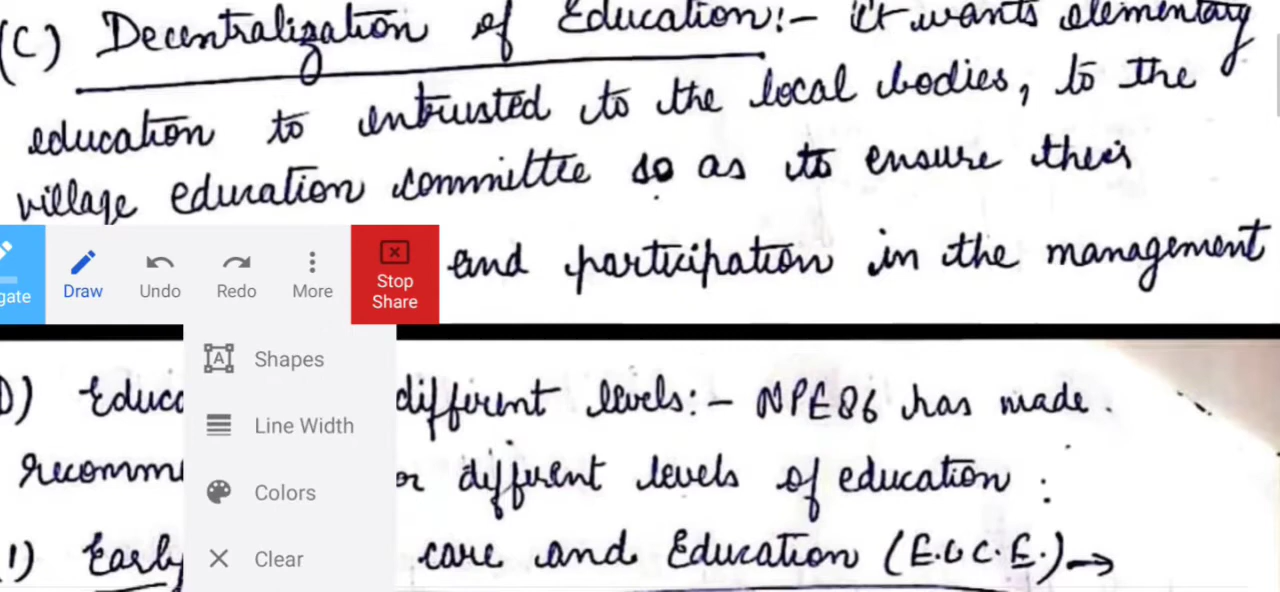 (C) Decentralization of Education:- It wants elementary
education to entrusted to the local bodies, to the
village education committee so as to ensure their
gate Draw Undo Redo More Stop Share
and participation in the management
Shapes
Line Width
Colors
Clear
D) Educa different levels:- NPE86 has made.
recomm or different levels of education :
1) Early care and Education (E.C.C.E.)→